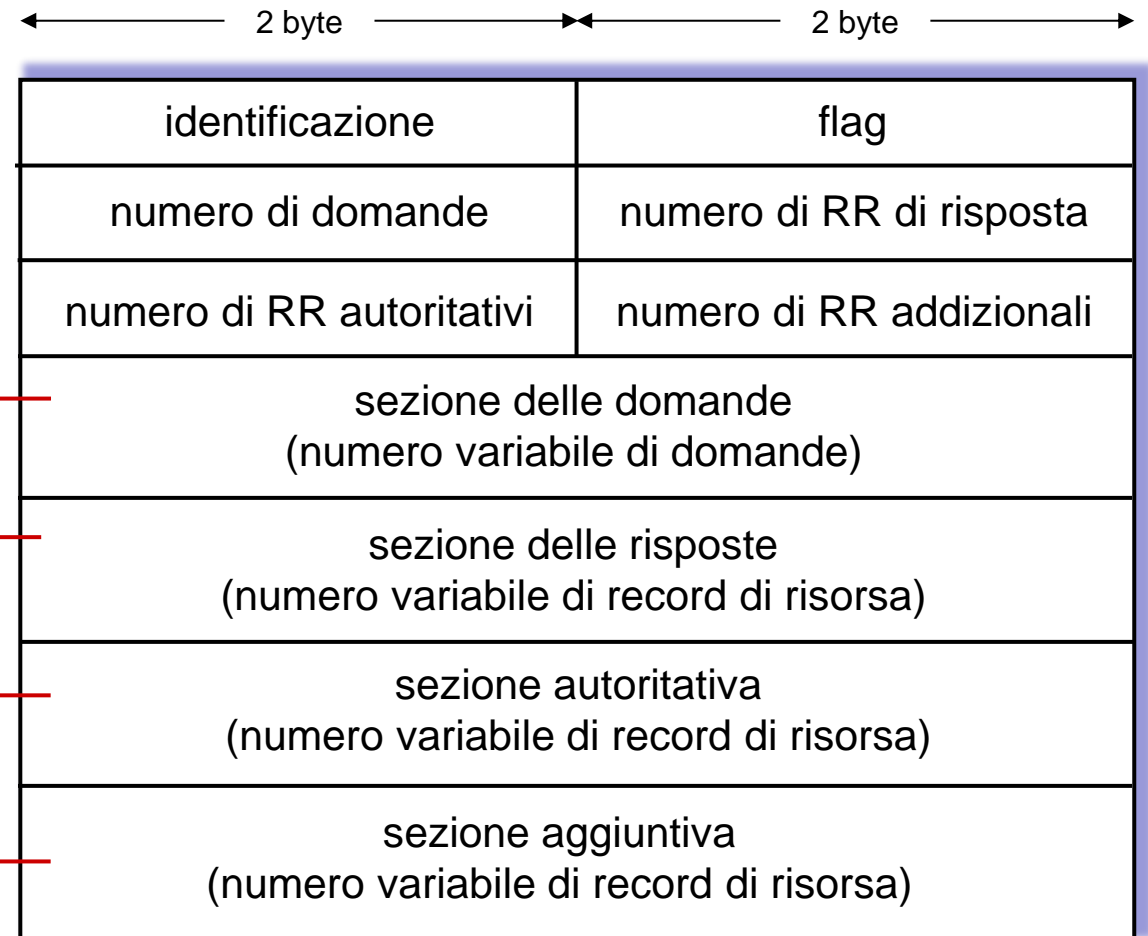 2 byte 2 byte
identificazione flag
numero di domande numero di RR di risposta
numero di RR autoritativi numero di RR addizionali
sezione delle domande
(numero variabile di domande)
sezione delle risposte
(numero variabile di record di risorsa)
sezione autoritativa
(numero variabile di record di risorsa)
sezione aggiuntiva
(numero variabile di record di risorsa)